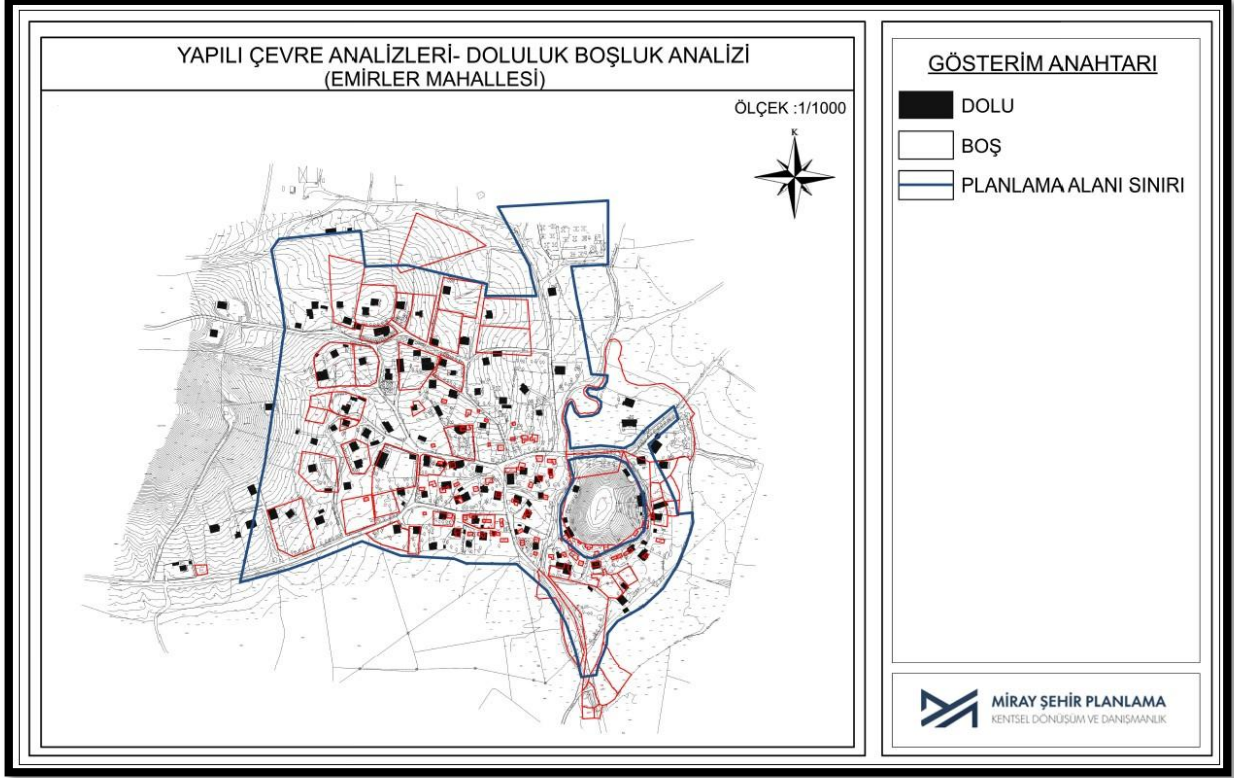 YAPILI ÇEVRE ANALİZLERİ- DOLULUK BOŞLUK ANALİZİ
(EMİRLER MAHALLESİ)
ÖLÇEK :1/1000
K
GÖSTERİM ANAHTARI
DOLU
BOŞ
PLANLAMA ALANI SINIRI
MİRAY ŞEHİR PLANLAMA
KENTSEL DÖNÜŞÜM VE DANIŞMANLIK